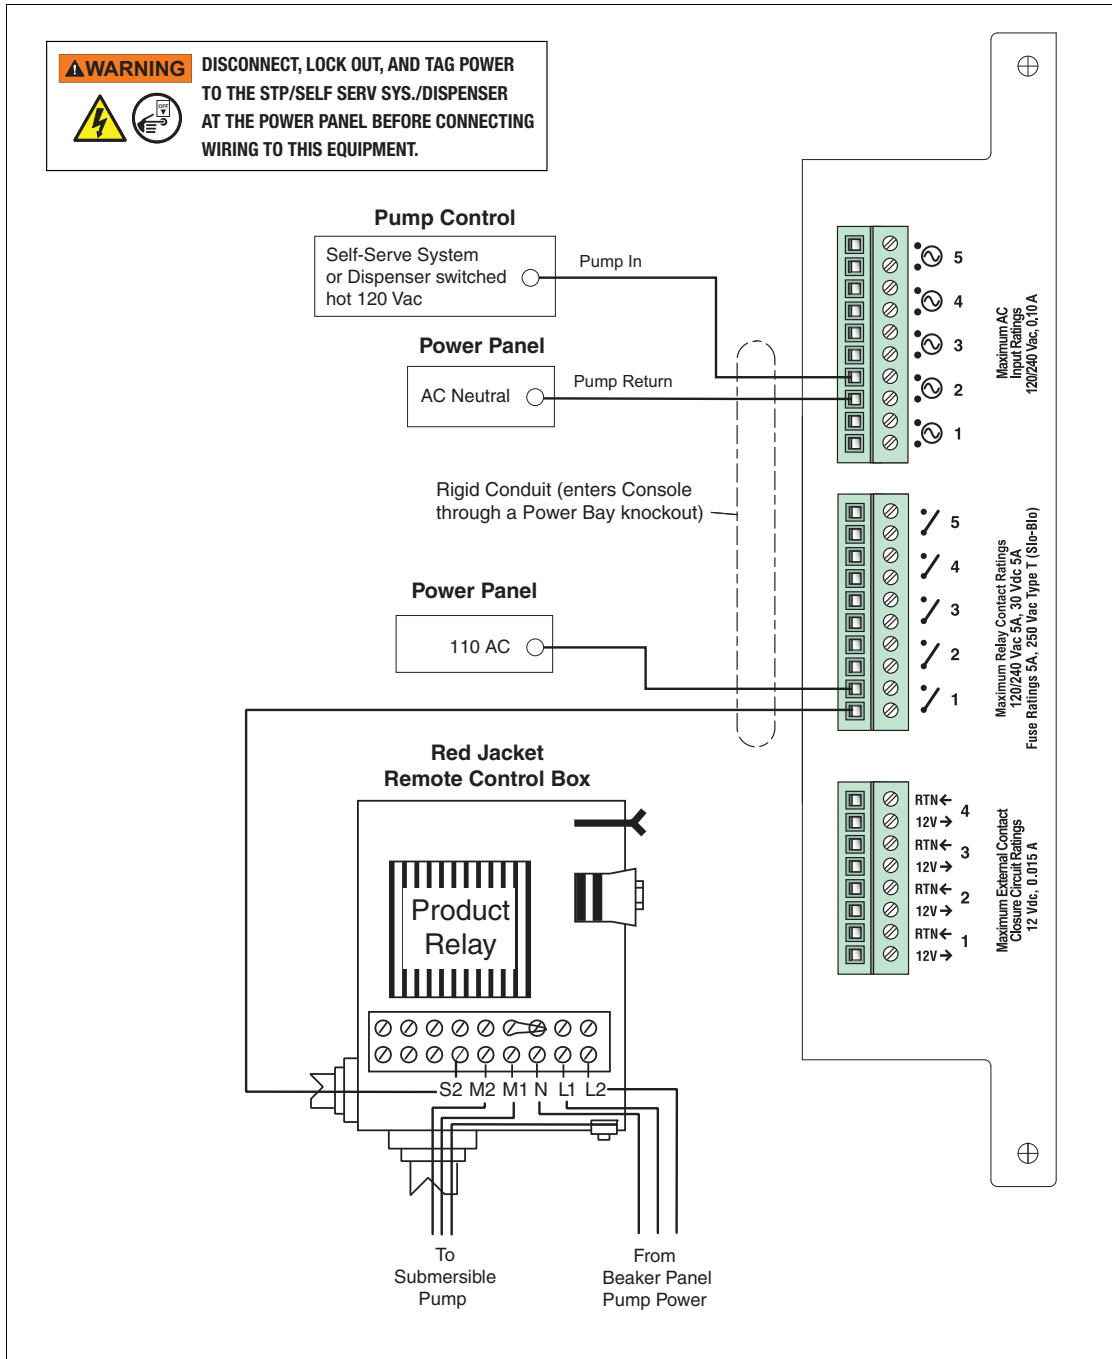 WARNING
DISCONNECT, LOCK OUT, AND TAG POWER
TO THE STP/SELF SERV SYS./DISPENSER
AT THE POWER PANEL BEFORE CONNECTING
WIRING TO THIS EQUIPMENT.
OFF
Pump Control
Self-Serve System
or Dispenser switched
hot 120 Vac
Pump In
Power Panel
AC Neutral
Pump Return
Rigid Conduit (enters Console
through a Power Bay knockout)
Power Panel
110 AC
5
4
3
2
1
Maximum AC
Input Ratings
120/240 Vac, 0.10 A
5
4
3
2
1
Maximum Relay Contact Ratings
120/240 Vac 5A, 30 Vdc 5A
Fuse Ratings 5A, 250 Vac Type T (Slo-Blo)
RTN
4
12V
RTN
3
12V
RTN
2
12V
RTN
1
12V
Maximum External Contact
Closure Circuit Ratings
12 Vdc, 0.015 A
Red Jacket
Remote Control Box
Product
Relay
S2 M2 M1 N L1 L2
To
Submersible
Pump
From
Beaker Panel
Pump Power